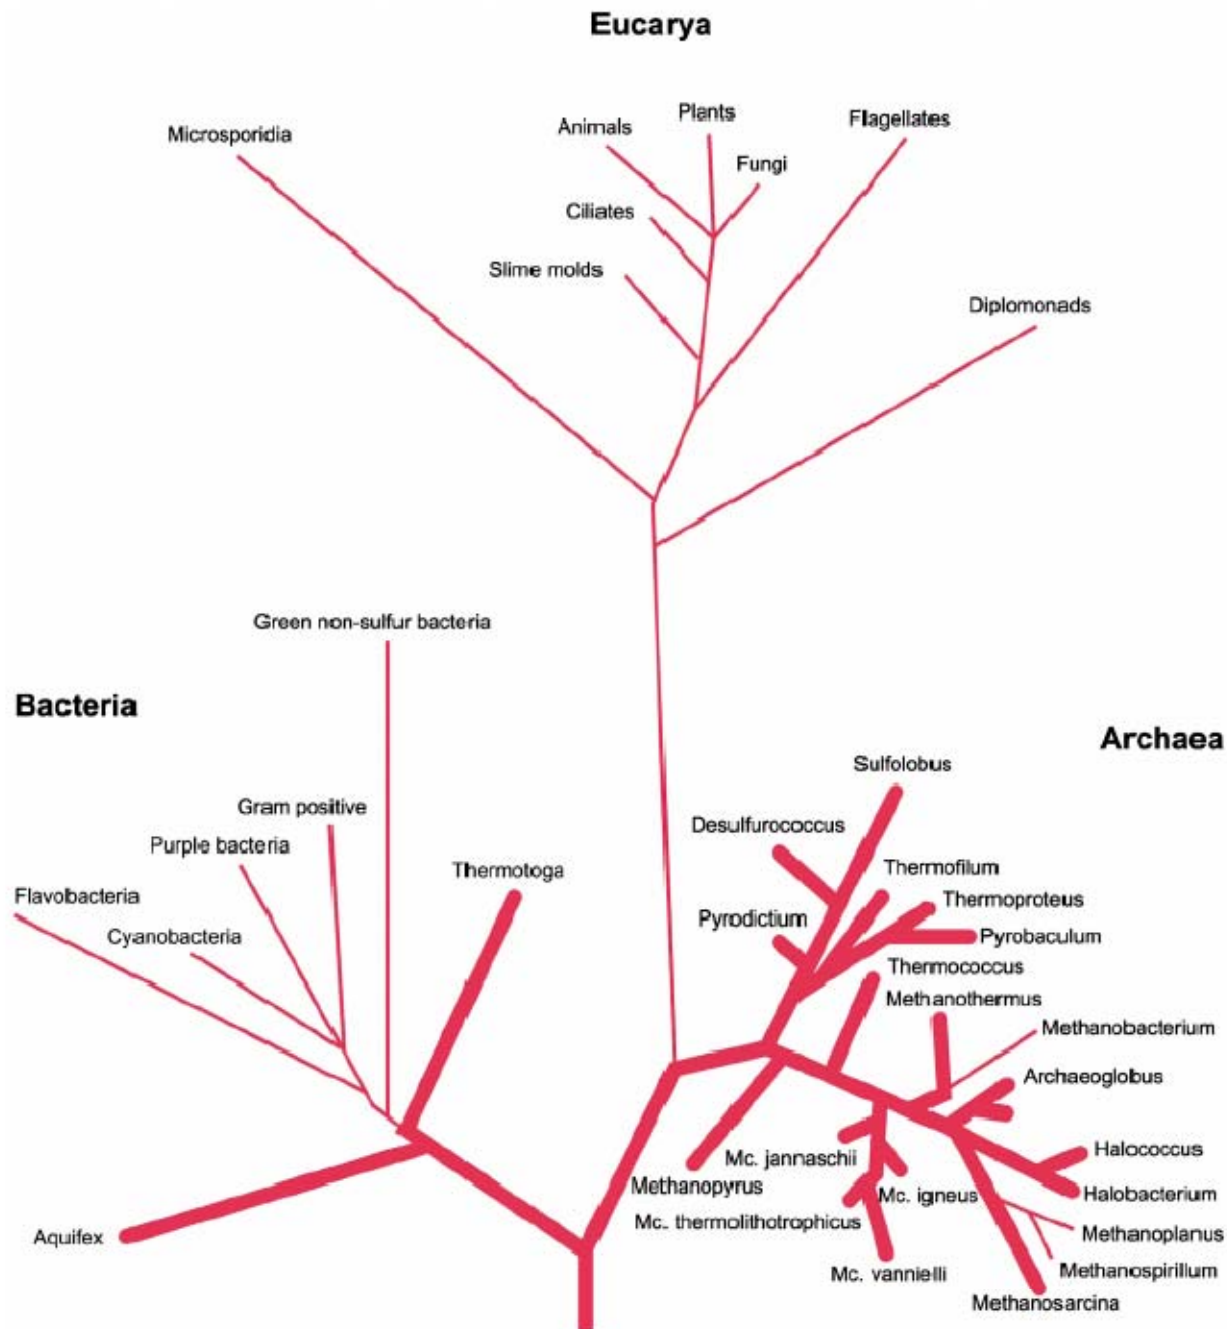 Eucarya
Plants
Flagellates
Animals
Microsporidia
Fungi
Ciliates
Slime molds
Diplomonads
Green non-sulfur bacteria
Bacteria
Archaea
Sulfolobus
Gram positive
Desulfurococcus
Purple bacteria
Thermotoga
Thermofilum
Flavobacteria
Thermoproteus
Pyrodictium
Cyanobacteria
Pyrobaculum
Thermococcus
Methanothermus
Methanobacterium
Archaeoglobus
Halococcus
Mc. jannaschii
Methanopyrus
Mc. igneus
Halobacterium
Mc. thermolithotrophicus
Methanoplanus
Aquifex
Methanospirillum
Mc. vannielli
Methanosarcina